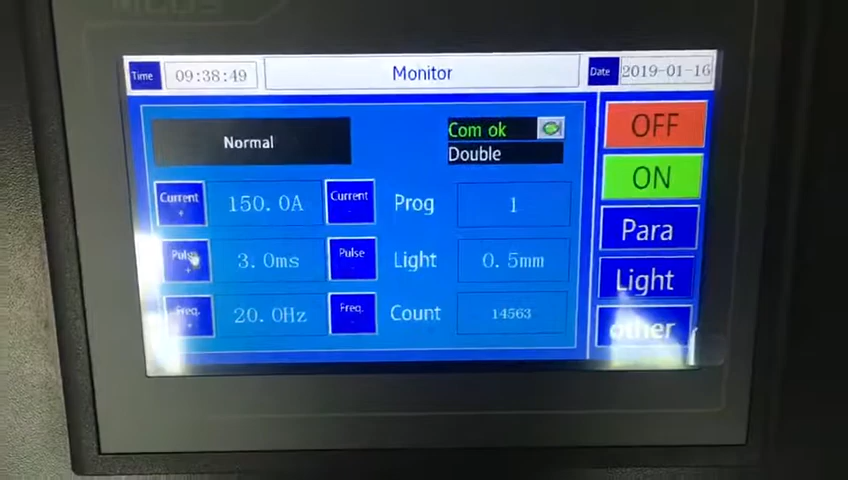 Time 09:38:49 Monitor Date 2019-01-16
Normal
Com ok
Double
OFF
ON
Current + 150.0A Current - Prog 1
Para
Pulse + 3.0ms Pulse - Light 0.5mm
Light
Freq. + 20.0Hz Freq. - Count 14563
other